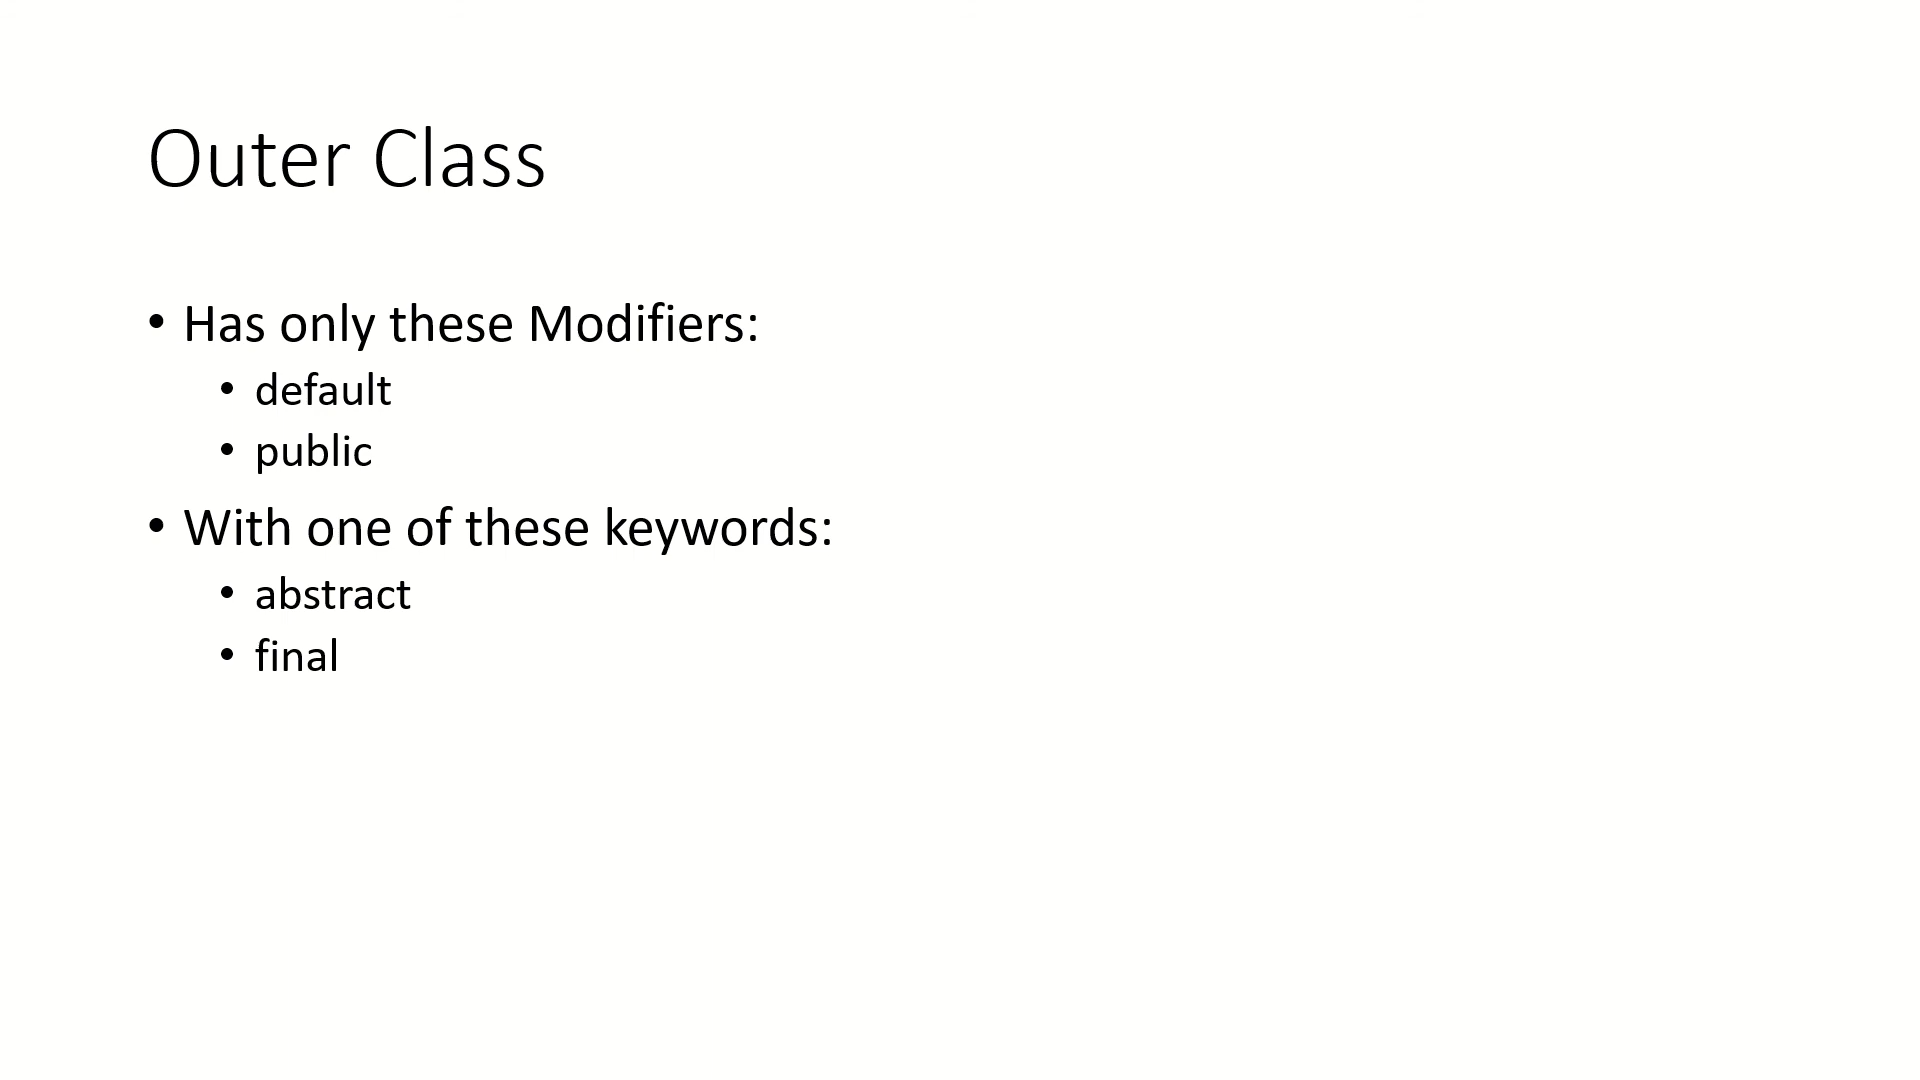 Outer Class
• Has only these Modifiers:
• default
• public
• With one of these keywords:
• abstract
• final